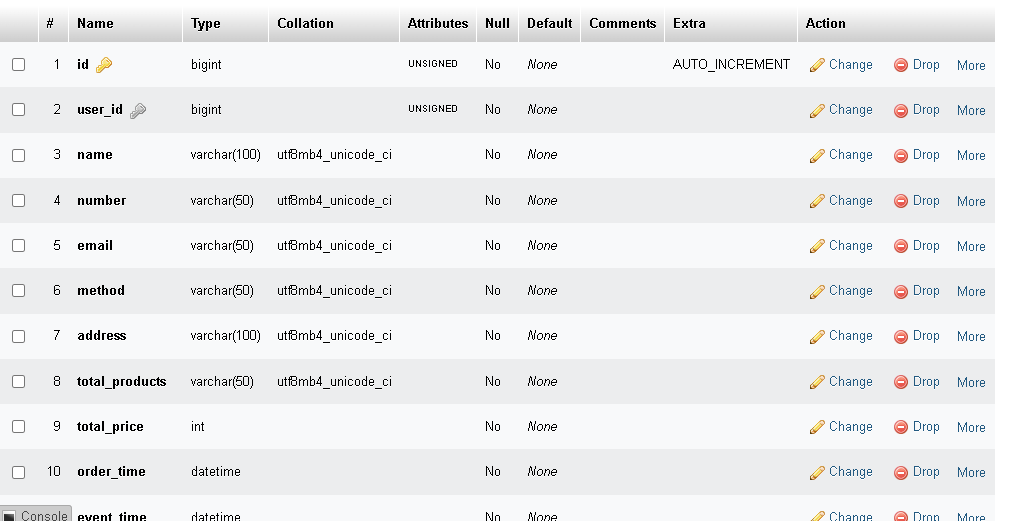 # Name Type Collation Attributes Null Default Comments Extra Action
1 id bigint UNSIGNED No None AUTO_INCREMENT Change Drop More
2 user_id bigint UNSIGNED No None Change Drop More
3 name varchar(100) utf8mb4_unicode_ci No None Change Drop More
4 number varchar(50) utf8mb4_unicode_ci No None Change Drop More
5 email varchar(50) utf8mb4_unicode_ci No None Change Drop More
6 method varchar(50) utf8mb4_unicode_ci No None Change Drop More
7 address varchar(100) utf8mb4_unicode_ci No None Change Drop More
8 total_products varchar(50) utf8mb4_unicode_ci No None Change Drop More
9 total_price int No None Change Drop More
10 order_time datetime No None Change Drop More
Console event_time datetime No None Change Drop More